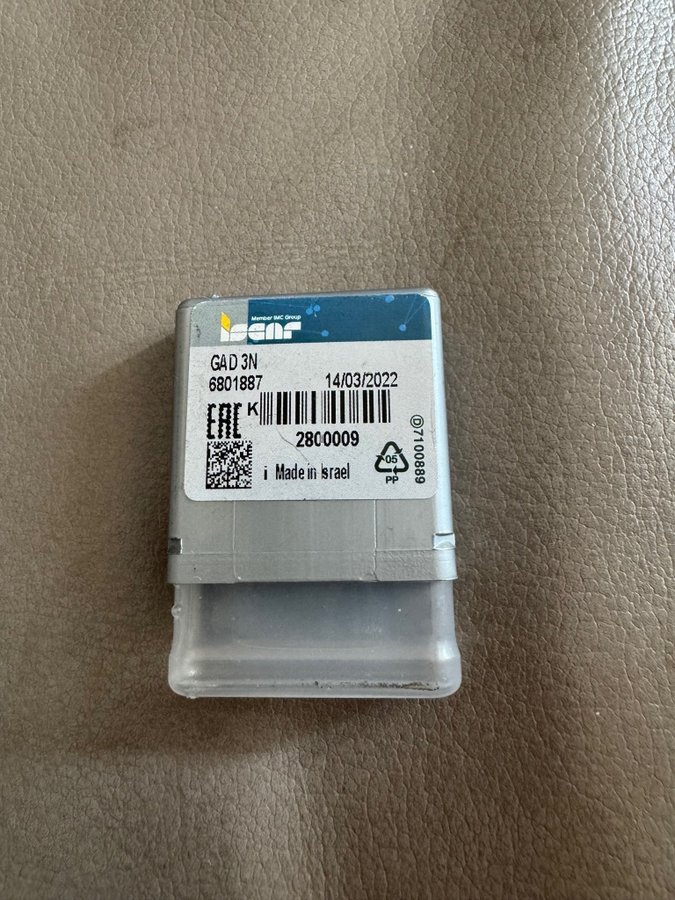 Member IMC Group
iscar
GAD 3N
6801887 14/03/2022
EAC K
2800009
i Made in Israel
05
PP
D7100889